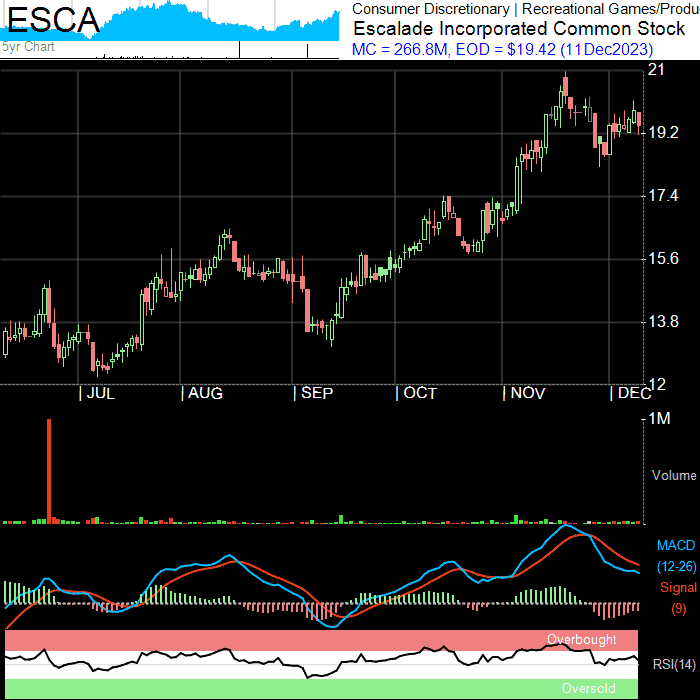 ESCA
5yr Chart
Consumer Discretionary | Recreational Games/Produ
Escalade Incorporated Common Stock
MC = 266.8M, EOD = $19.42 (11Dec2023)
21
19.2
17.4
15.6
13.8
12
JUL AUG SEP OCT NOV DEC
1M
Volume
MACD
(12-26)
Signal
(9)
Overbought
RSI(14)
Oversold